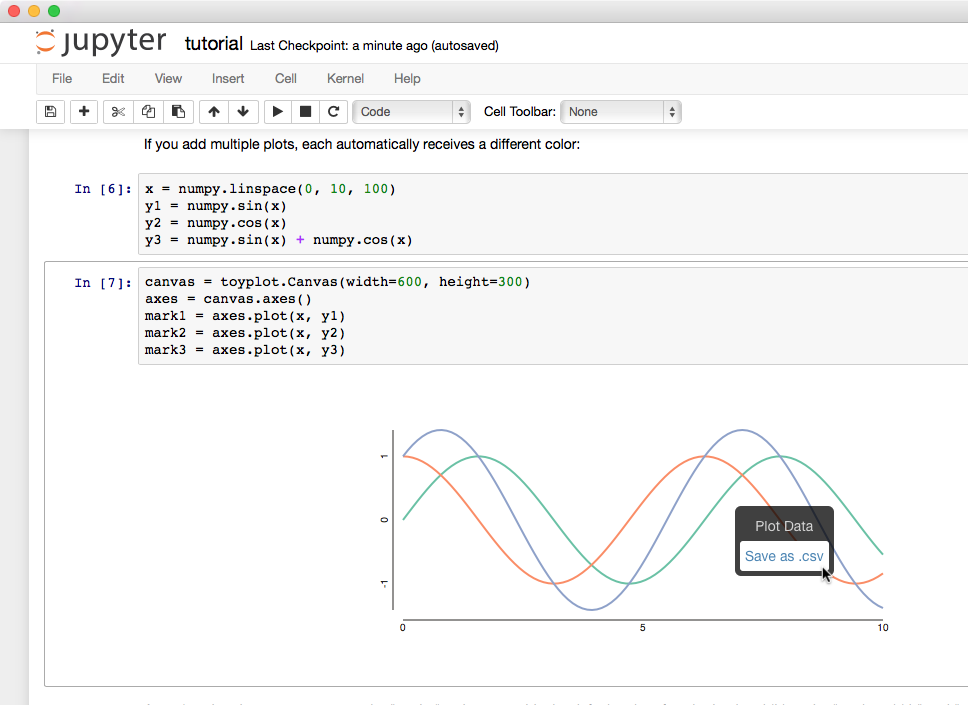 jupyter tutorial Last Checkpoint: a minute ago (autosaved)
File Edit View Insert Cell Kernel Help
Code Cell Toolbar: None
If you add multiple plots, each automatically receives a different color:
In [6]: x = numpy.linspace(0, 10, 100)
y1 = numpy.sin(x)
y2 = numpy.cos(x)
y3 = numpy.sin(x) + numpy.cos(x)
In [7]: canvas = toyplot.Canvas(width=600, height=300)
axes = canvas.axes()
mark1 = axes.plot(x, y1)
mark2 = axes.plot(x, y2)
mark3 = axes.plot(x, y3)
1
0
-1
Plot Data
Save as .csv
0 5 10